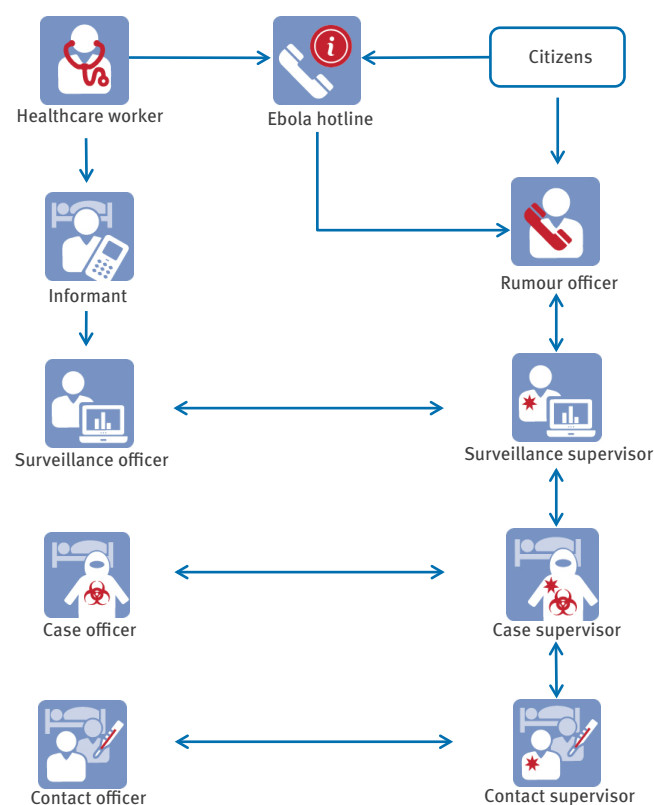 Citizens
Healthcare worker
Ebola hotline
Informant
Rumour officer
Surveillance officer
Surveillance supervisor
Case officer
Case supervisor
Contact officer
Contact supervisor